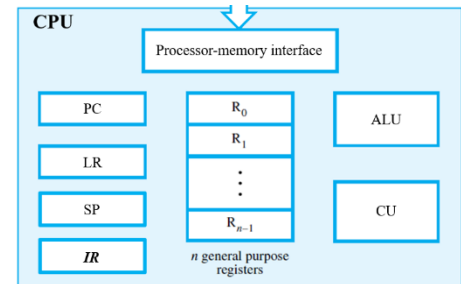 CPU
Processor-memory interface
PC
LR
SP
IR
R0
R1
⋮
Rn–1
n general purpose
registers
ALU
CU